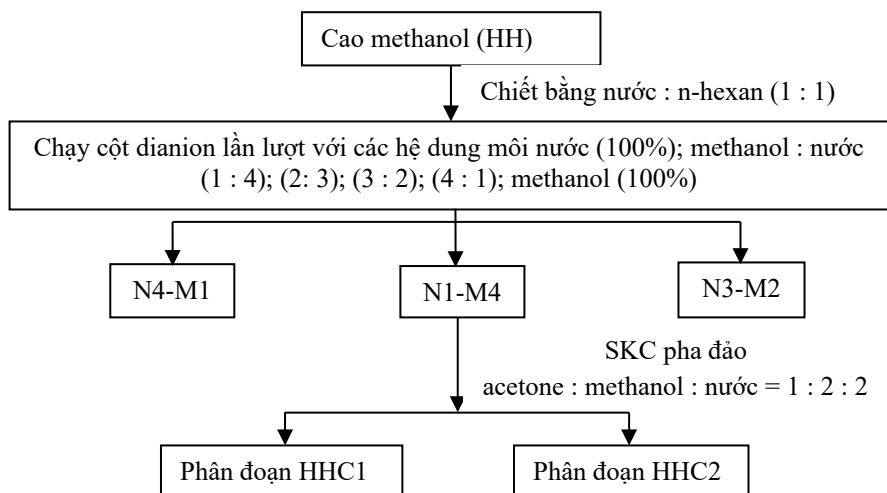 Cao methanol (HH)
Chiết bằng nước : n-hexan (1 : 1)
Chạy cột dianion lần lượt với các hệ dung môi nước (100%); methanol : nước
(1 : 4); (2: 3); (3 : 2); (4 : 1); methanol (100%)
N4-M1
N1-M4
N3-M2
SKC pha đảo
acetone : methanol : nước = 1 : 2 : 2
Phân đoạn HHC1
Phân đoạn HHC2